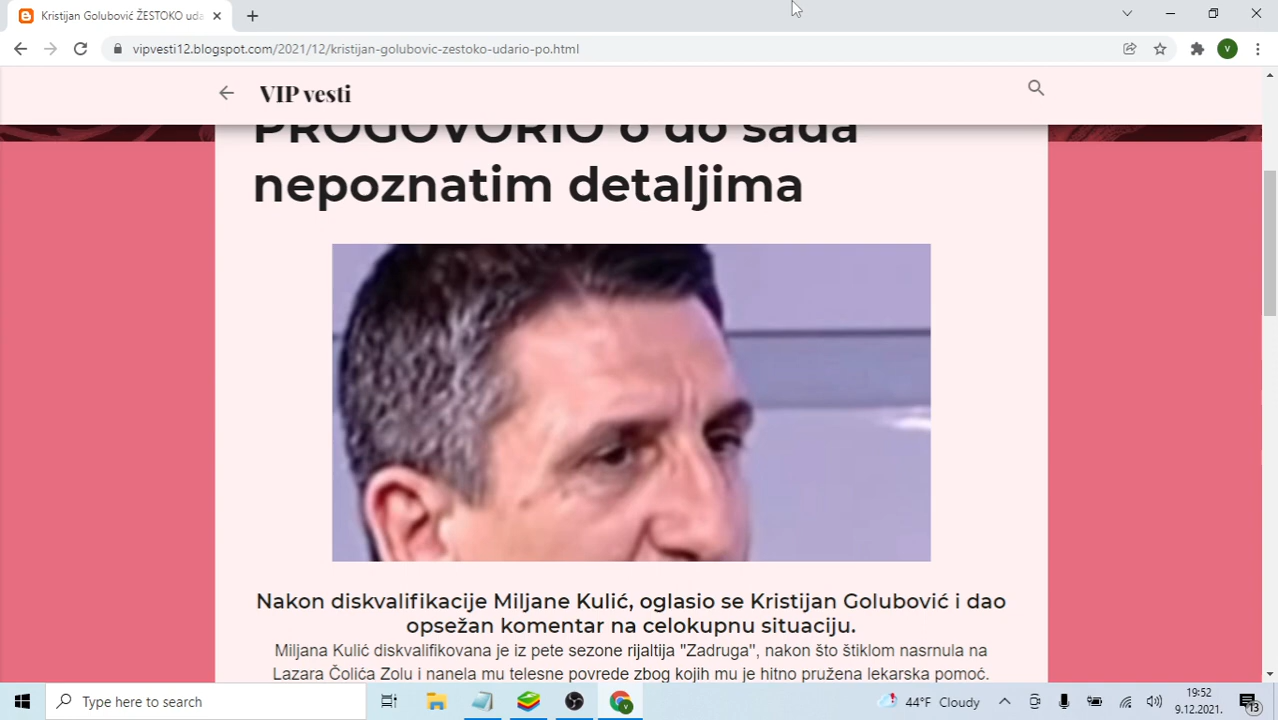 Kristijan Golubović ŽESTOKO uda
vipvesti12.blogspot.com/2021/12/kristijan-golubovic-zestoko-udario-po.html
V
VIP vesti
PROGOVORIO o do sada
nepoznatim detaljima
Nakon diskvalifikacije Miljane Kulić, oglasio se Kristijan Golubović i dao
opsežan komentar na celokupnu situaciju.
Miljana Kulić diskvalifikovana je iz pete sezone rijaltija "Zadruga", nakon što štiklom nasrnula na
Lazara Čolića Zolu i nanela mu telesne povrede zbog kojih mu je hitno pružena lekarska pomoć.
Type here to search
44°F Cloudy
19:52
9.12.2021.
13